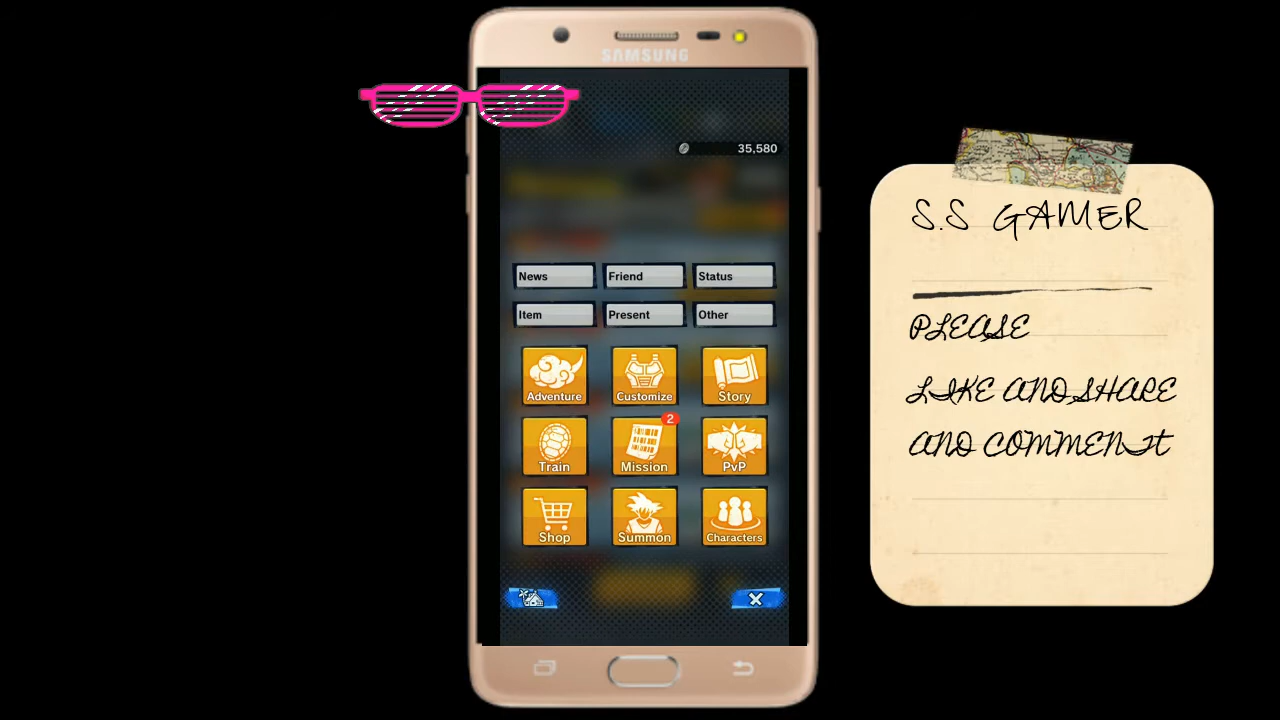 SAMSUNG
35,580
News Friend Status
Item Present Other
Adventure Customize Story
2
Train Mission PvP
Shop Summon Characters
S.S GAMER
PLEASE
LIKE AND SHARE
AND COMMENT